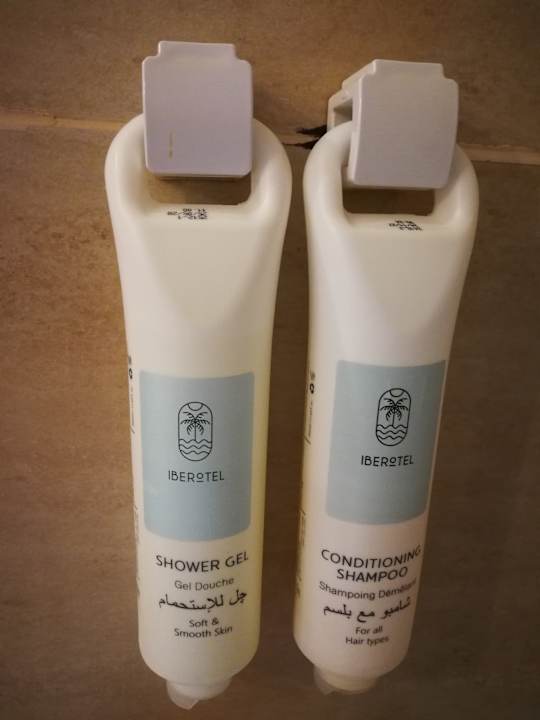 IBEROTEL
SHOWER GEL
Gel Douche
جل للإستحمام
Soft &
Smooth Skin
IBEROTEL
CONDITIONING
SHAMPOO
Shampoing Démêlant
شامبو مع بلسم
For all
Hair types